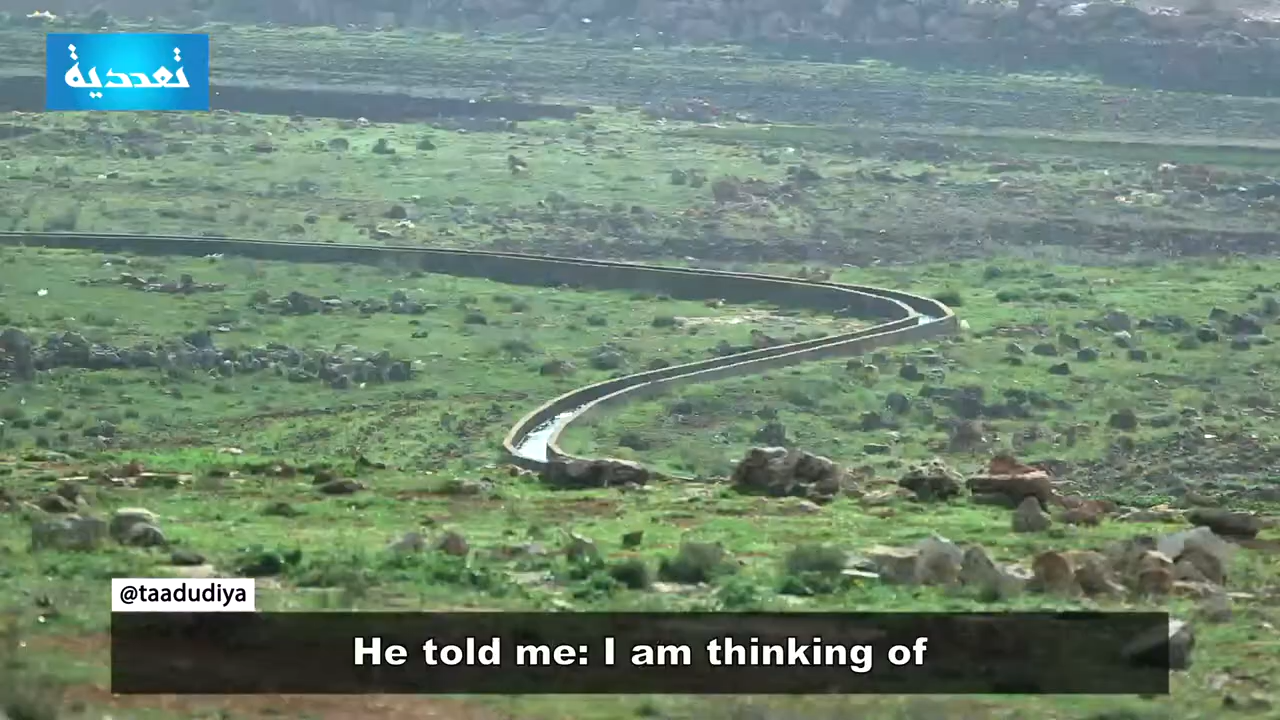 تعددية
@taadudiya
He told me: I am thinking of